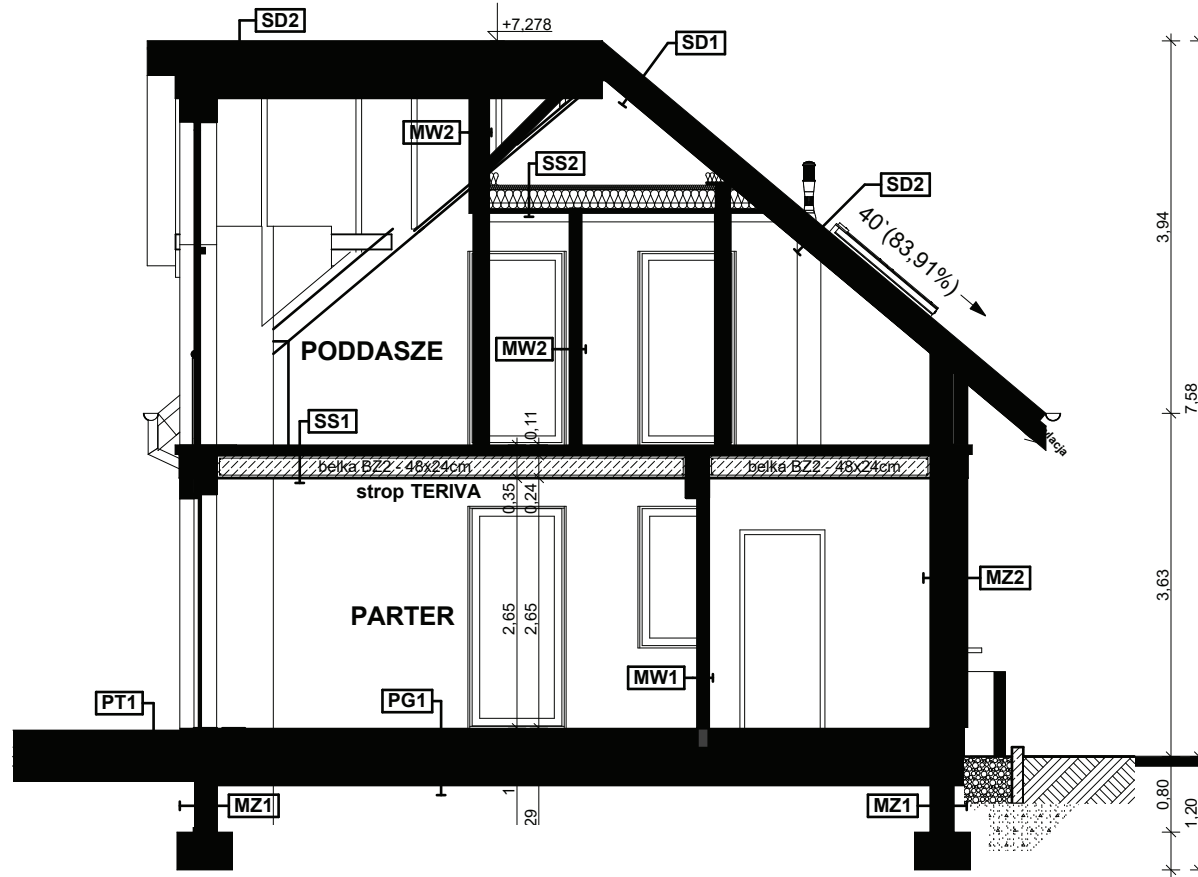 SD2
+7,278
SD1
MW2
SS2
SD2
40`(83,91%)
3,94
PODDASZE
MW2
7,58
SS1
0,11
belka BZ2 - 48x24cm
belka BZ2 - 48x24cm
strop TERIVA
0,35
0,24
MZ2
3,63
PARTER
2,65
2,65
MW1
PT1
PG1
MZ1
1
29
MZ1
0.80
1,20